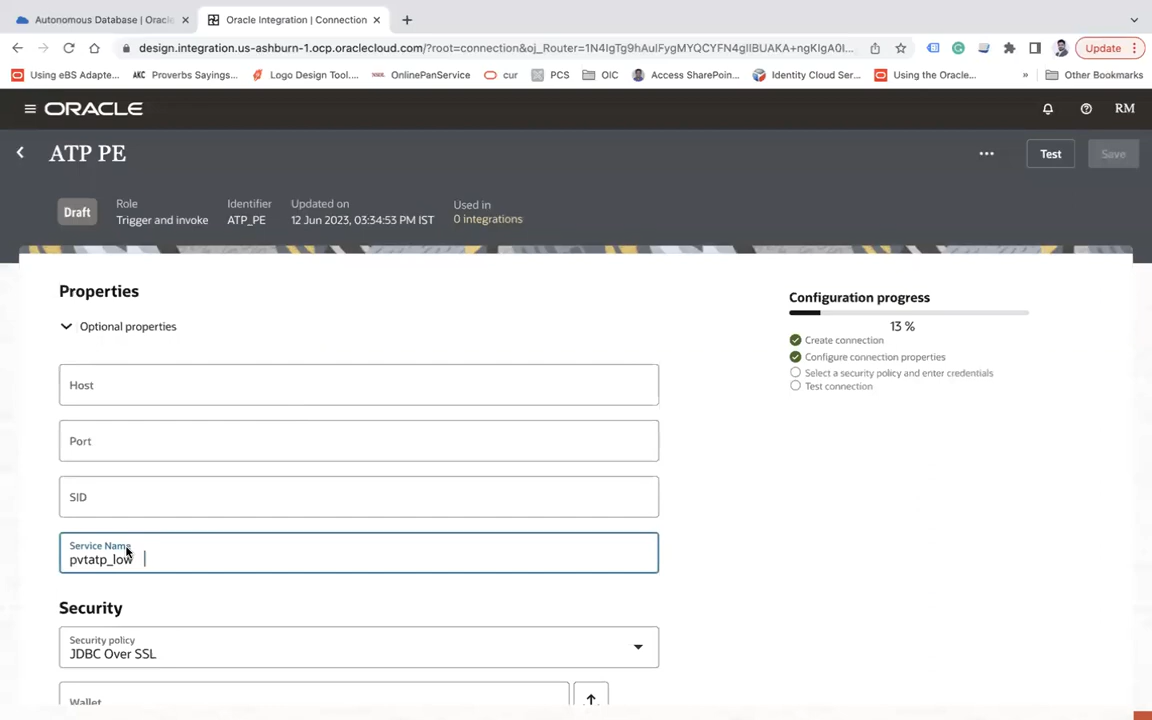 Autonomous Database | Oracle
Oracle Integration | Connection
design.integration.us-ashburn-1.ocp.oraclecloud.com/?root=connection&oj_Router=1N4IgTg9hAuIFygMYQCYFN4gIIBUAKA+ngKIgA0I...
Update
Using eBS Adapte...
AKC Proverbs Sayings...
Logo Design Tool....
OnlinePanService
cur
PCS
OIC
Access SharePoin...
Identity Cloud Ser...
Using the Oracle...
»
Other Bookmarks
ORACLE
RM
ATP PE
Test
Save
Draft
Role
Trigger and invoke
Identifier
ATP_PE
Updated on
12 Jun 2023, 03:34:53 PM IST
Used in
0 integrations
Properties
Optional properties
Host
Port
SID
Service Name
pvtatp_low
Security
Security policy
JDBC Over SSL
Wallet
Configuration progress
13 %
Create connection
Configure connection properties
Select a security policy and enter credentials
Test connection